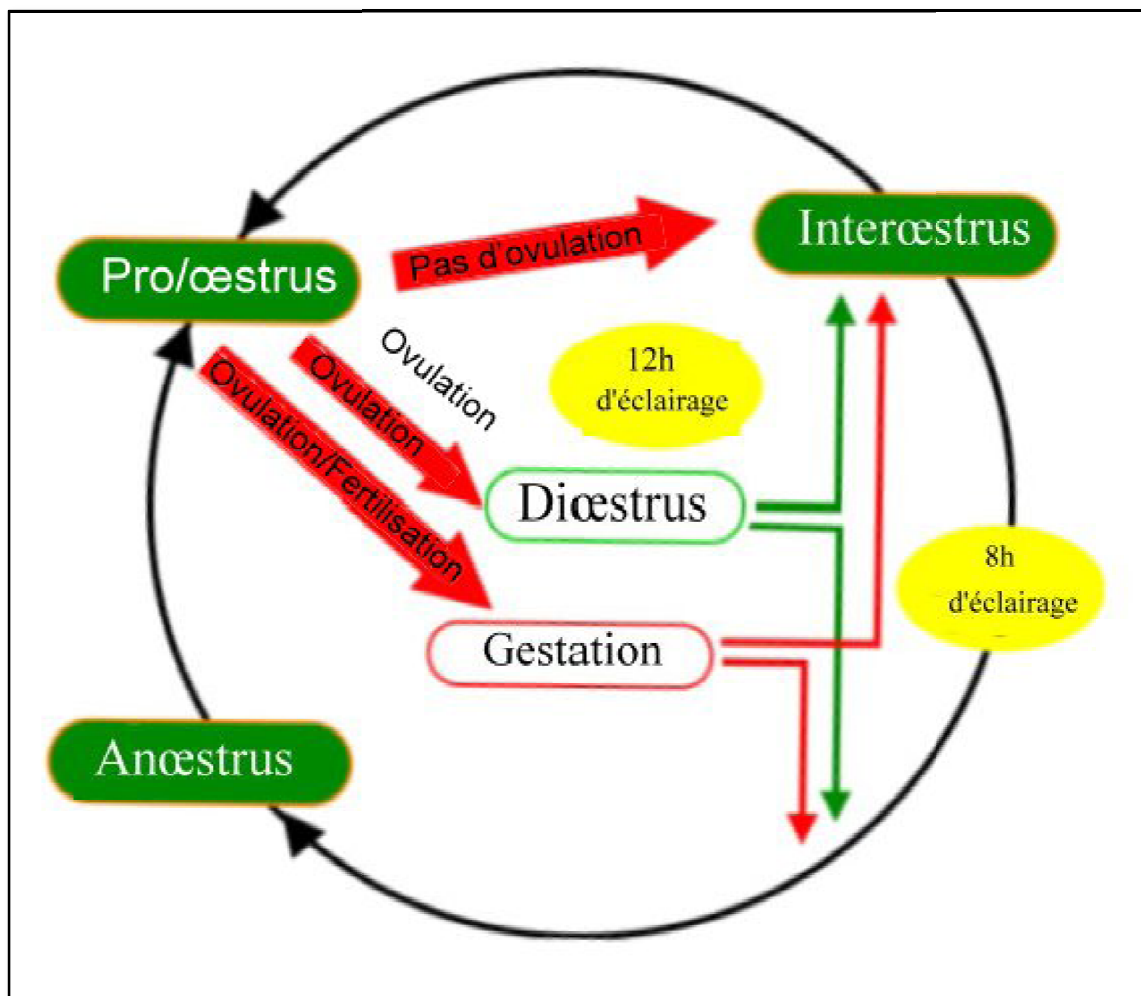 Interœstrus
Pro/œstrus
Pas d'ovulation
Ovulation
Ovulation
Ovulation/Fertilisation
12h
d'éclairage
Diœstrus
8h
d'éclairage
Gestation
Anœstrus